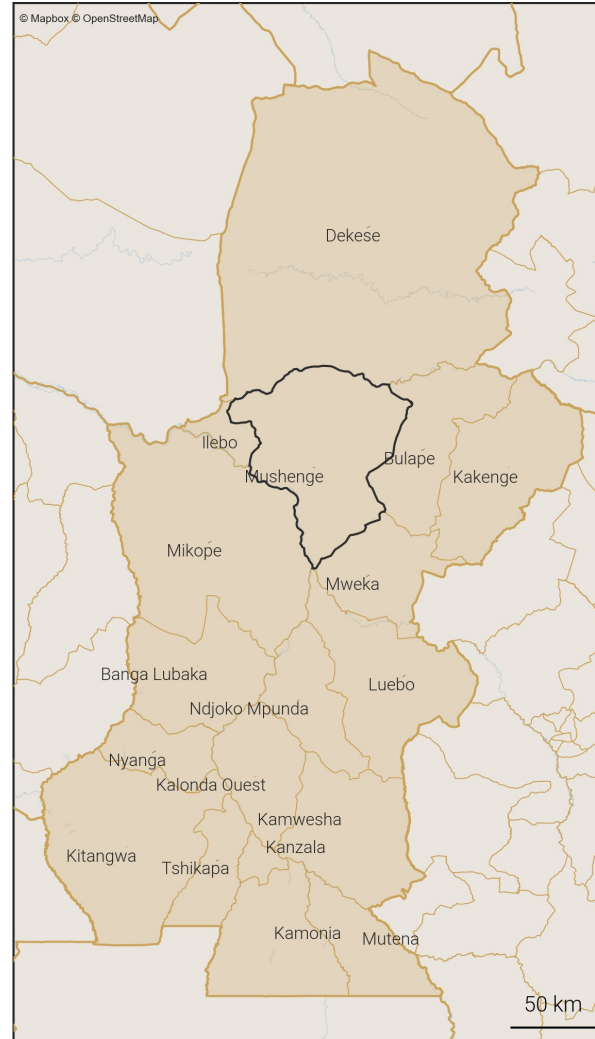 © Mapbox © OpenStreetMap
Dekese
Ilebo
Bulape
Mushenge
Kakenge
Mikope
Mweka
Banga Lubaka
Luebo
Ndjoko Mpunda
Nyanga
Kalonda Ouest
Kamwesha
Kanzala
Kitangwa
Tshikapa
Kamonia
Mutena
50 km